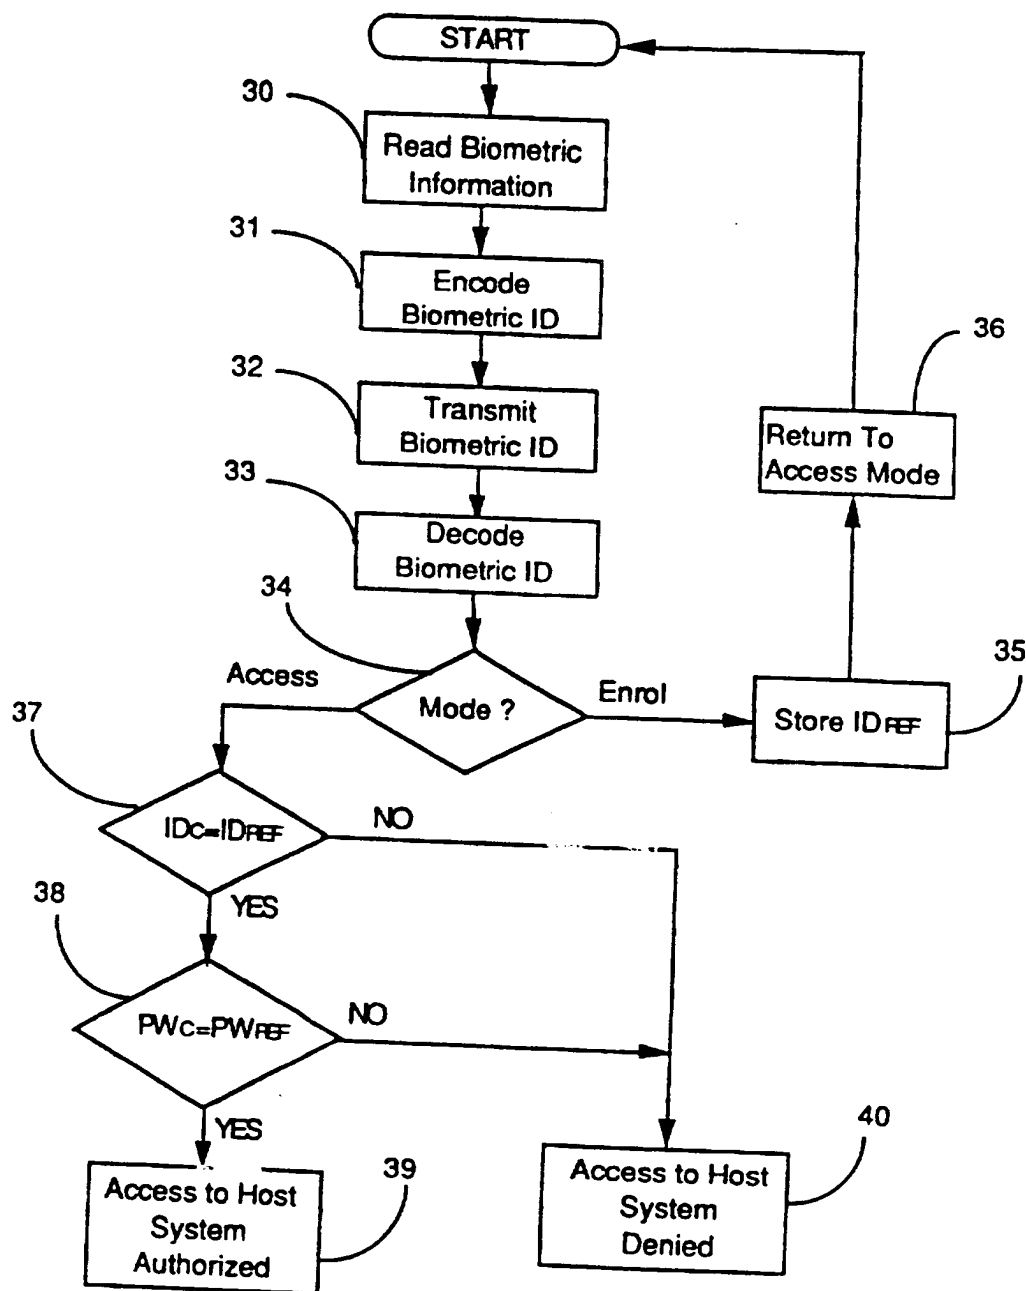 START
30
Read Biometric
Information
31
Encode
Biometric ID
32
Transmit
Biometric ID
33
Decode
Biometric ID
36
Return To
Access Mode
34
Mode ?
Access
Enrol
35
Store IDREF
37
IDC=IDREF
NO
YES
38
PWC=PWREF
NO
YES
39
Access to Host
System
Authorized
40
Access to Host
System
Denied